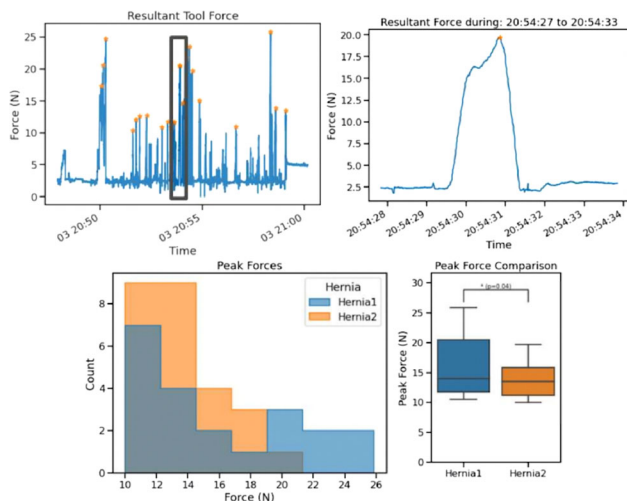 Resultant Tool Force
Force (N)
25
20
15
10
5
0
03 20:50
03 20:55
03 21:00
Time
Resultant Force during: 20:54:27 to 20:54:33
Force (N)
20.0
17.5
15.0
12.5
10.0
7.5
5.0
2.5
20:54:28
20:54:29
20:54:30
20:54:31
20:54:32
20:54:33
20:54:34
Time
Peak Forces
Count
8
6
4
2
0
10
12
14
16
18
20
22
24
26
Force (N)
Hernia
Hernia1
Hernia2
Peak Force Comparison
Peak Force (N)
30
25
20
15
10
5
0
* (p=0.04)
Hernia1
Hernia2